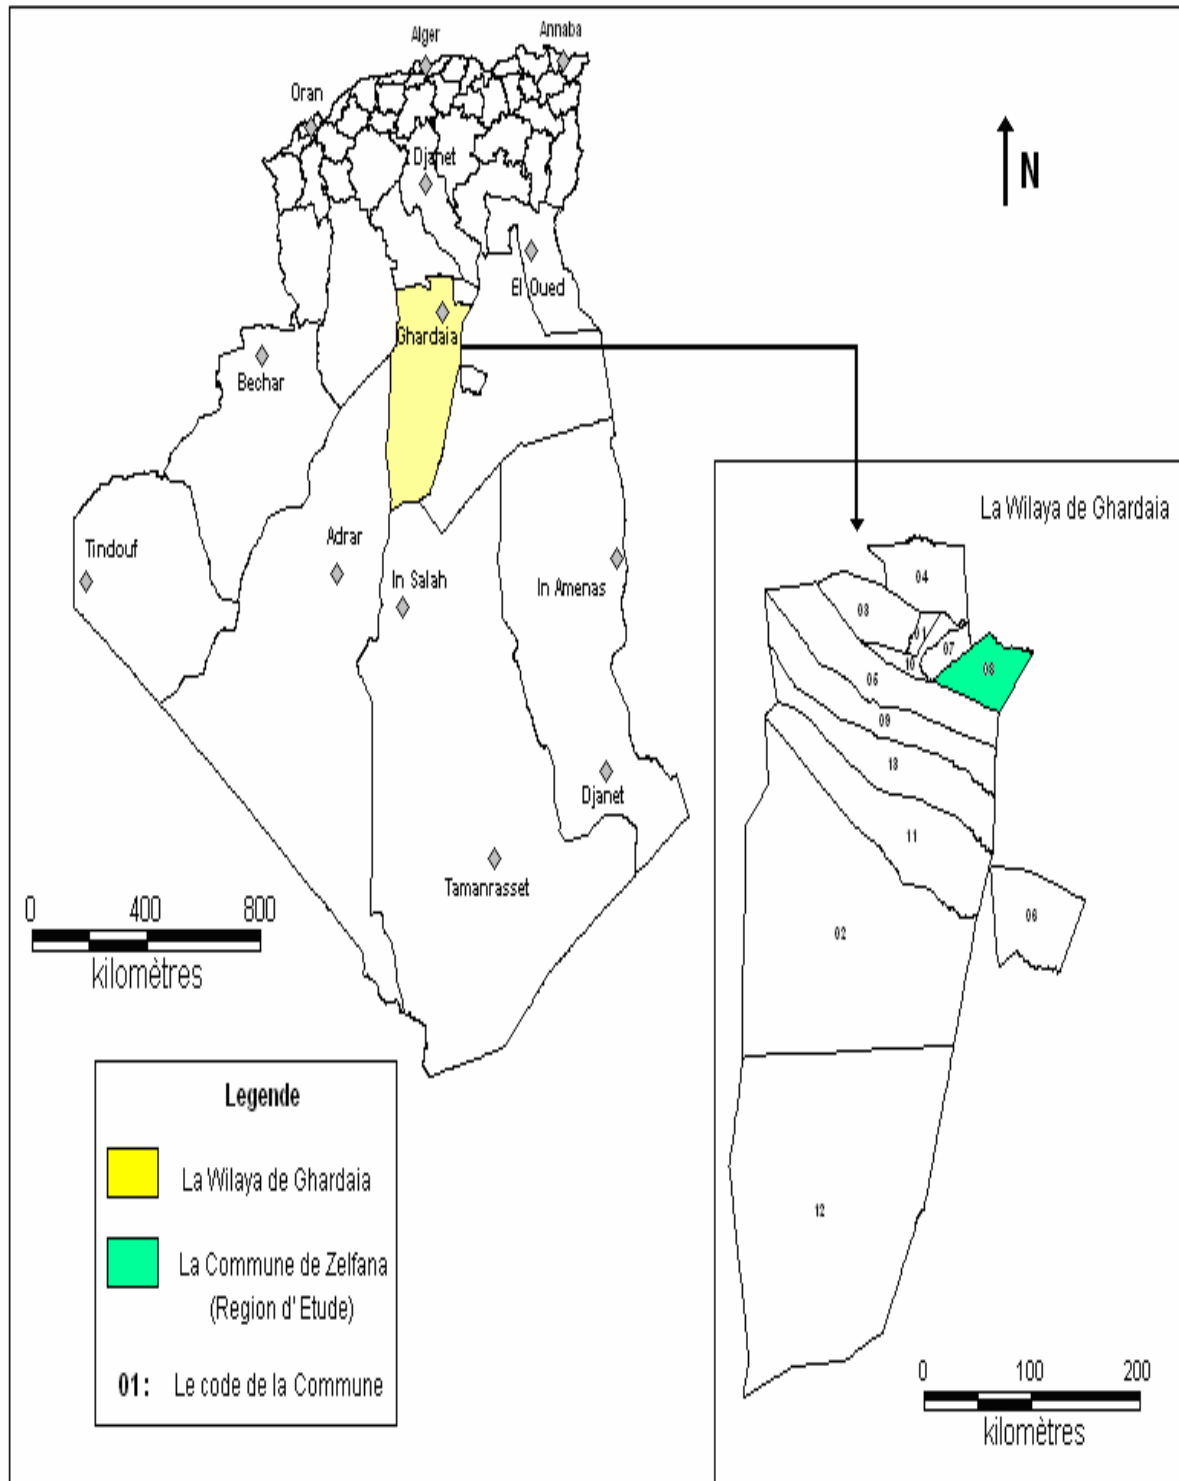 Alger
Annaba
Oran
Djanet
N
El Oued
Ghardaia
Bechar
La Wilaya de Ghardaia
Tindouf
Adrar
In Salah
In Amenas
04
03
01
07
10
08
05
09
13
11
Djanet
Tamanrasset
06
02
0 400 800
kilomètres
12
Legende
La Wilaya de Ghardaia
La Commune de Zelfana
(Region d' Etude)
01: Le code de la Commune
0 100 200
kilomètres